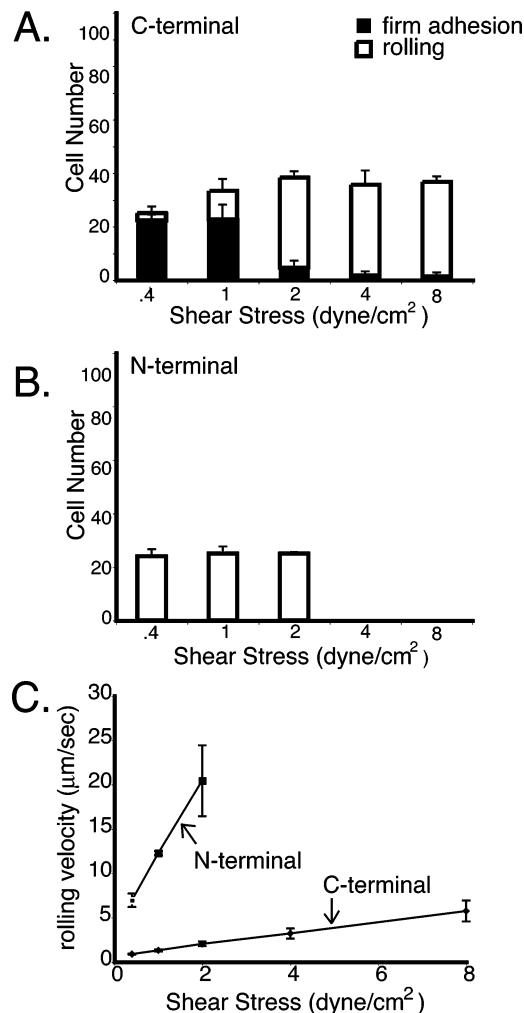 A.
C-terminal
firm adhesion
rolling
Cell Number
100
80
60
40
20
0
.4 1 2 4 8
Shear Stress (dyne/cm²)
B.
N-terminal
Cell Number
100
80
60
40
20
0
.4 1 2 4 8
Shear Stress (dyne/cm²)
C.
rolling velocity (µm/sec)
30
25
20
15
10
5
0
N-terminal
C-terminal
0 2 4 6 8
Shear Stress (dyne/cm²)